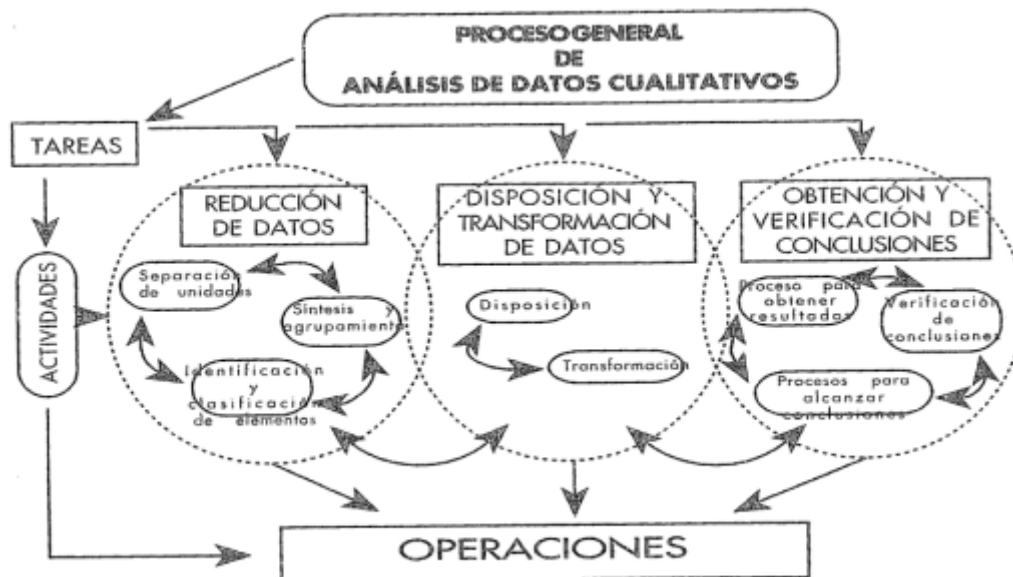 PROCESO GENERAL
DE
ANÁLISIS DE DATOS CUALITATIVOS
TAREAS
REDUCCIÓN
DE DATOS
DISPOSICIÓN Y
TRANSFORMACIÓN
DE DATOS
OBTENCIÓN Y
VERIFICACIÓN DE
CONCLUSIONES
ACTIVIDADES
Separación
de unidades
Síntesis y
agrupamiento
Identificación
y
clasificación
de elementos
Disposición
Transformación
Proceso para
obtener
resultados
Verificación
de
conclusiones
Procesos para
alcanzar
conclusiones
OPERACIONES